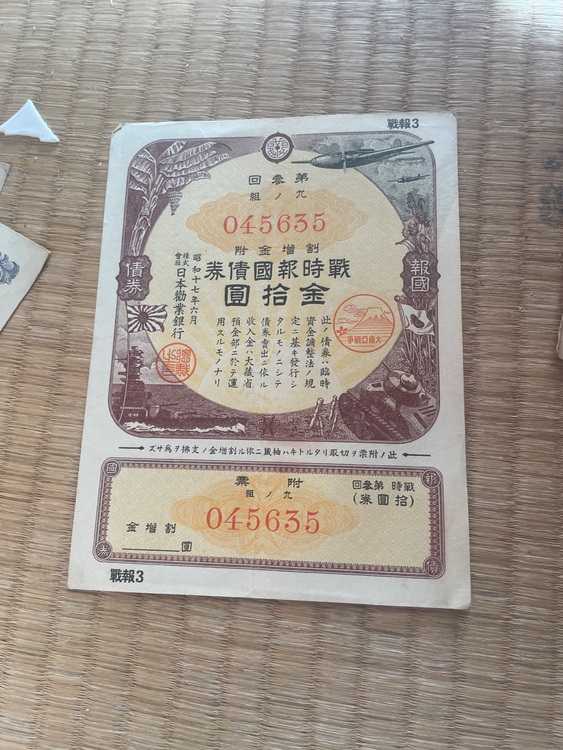 戰報3
第參回
九ノ組
045635
割增金附
戰時報國債券
金拾圓
報國
債券
此ノ債券ハ臨時
資金調整法ノ規
定ニ基キ發行シ
タルモノニシテ
債券賣出ニ依ル
收入金ハ大藏省
預金部ニ於テ運
用スルモノナリ
大東亞戰爭
昭和十七年六月
株式會社日本勸業銀行
此ノ附票ヲ切取リタルトキハ抽籤ニ依ル割增金ノ支拂ヲ爲サズ
報
國
戰時第參回
(拾圓券)
附票
九ノ組
045635
割增金
圓
債
券
戰報3